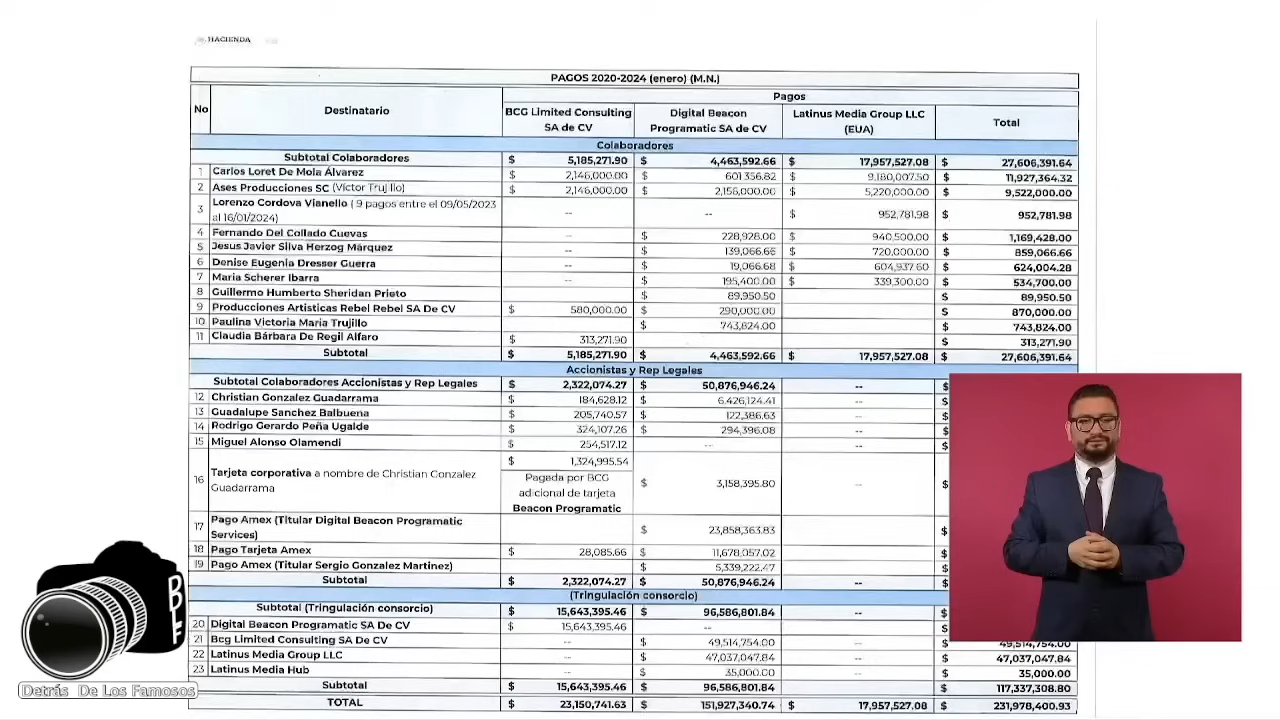 HACIENDA
PAGOS 2020-2024 (enero) (M.N.)
No Destinatario Pagos
BCG Limited Consulting SA de CV Digital Beacon Programatic SA de CV Latinus Media Group LLC (EUA) Total
Colaboradores
Subtotal Colaboradores $ 5,185,271.90 $ 4,463,592.66 $ 17,957,527.08 $ 27,606,391.64
1 Carlos Loret De Mola Álvarez $ 2,146,000.00 $ 601,356.82 $ 9,180,007.50 $ 11,927,364.32
2 Ases Producciones SC (Víctor Trujillo) $ 2,146,000.00 $ 2,156,000.00 $ 5,220,000.00 $ 9,522,000.00
3 Lorenzo Cordova Vianello ( 9 pagos entre el 09/05/2023 al 16/01/2024) -- -- $ 952,781.98 $ 952,781.98
4 Fernando Del Collado Cuevas -- $ 228,928.00 $ 940,500.00 $ 1,169,428.00
5 Jesus Javier Silva Herzog Márquez -- $ 139,066.66 $ 720,000.00 $ 859,066.66
6 Denise Eugenia Dresser Guerra -- $ 19,066.68 $ 604,937.60 $ 624,004.28
7 Maria Scherer Ibarra -- $ 195,400.00 $ 339,300.00 $ 534,700.00
8 Guillermo Humberto Sheridan Prieto $ 89,950.50 $ 89,950.50
9 Producciones Artisticas Rebel Rebel SA De CV $ 580,000.00 $ 290,000.00 $ 870,000.00
10 Paulina Victoria Maria Trujillo $ 743,824.00 $ 743,824.00
11 Claudia Bárbara De Regil Alfaro $ 313,271.90 $ 313,271.90
Subtotal $ 5,185,271.90 $ 4,463,592.66 $ 17,957,527.08 $ 27,606,391.64
Accionistas y Rep Legales
Subtotal Colaboradores Accionistas y Rep Legales $ 2,322,074.27 $ 50,876,946.24 -- $
12 Christian Gonzalez Guadarrama $ 184,628.12 $ 6,426,124.41 -- $
13 Guadalupe Sanchez Balbuena $ 205,740.57 $ 122,386.63 -- $
14 Rodrigo Gerardo Peña Ugalde $ 324,107.26 $ 294,396.08 -- $
15 Miguel Alonso Olamendi $ 254,517.12 -- -- $
16 Tarjeta corporativa a nombre de Christian Gonzalez Guadarrama $ 1,324,995.54 Pagada por BCG adicional de tarjeta Beacon Programatic $ 3,158,395.80 -- $
17 Pago Amex (Titular Digital Beacon Programatic Services) $ 23,858,363.83 $
18 Pago Tarjeta Amex $ 28,085.66 $ 11,678,057.02 $
19 Pago Amex (Titular Sergio Gonzalez Martinez) $ 5,339,222.47 $
Subtotal $ 2,322,074.27 $ 50,876,946.24 -- $
(Tringulación consorcio)
Subtotal (Tringulación consorcio) $ 15,643,395.46 $ 96,586,801.84 -- $
20 Digital Beacon Programatic SA De CV $ 15,643,395.46 -- $
21 Bcg Limited Consulting SA De CV -- $ 49,514,754.00 -- $ 49,514,754.00
22 Latinus Media Group LLC -- $ 47,037,047.84 -- $ 47,037,047.84
23 Latinus Media Hub -- $ 35,000.00 -- $ 35,000.00
Subtotal $ 15,643,395.46 $ 96,586,801.84 -- $ 117,337,308.80
TOTAL $ 23,150,741.63 $ 151,927,340.74 $ 17,957,527.08 $ 231,978,400.93
BDF
Detrás De Los Famosos